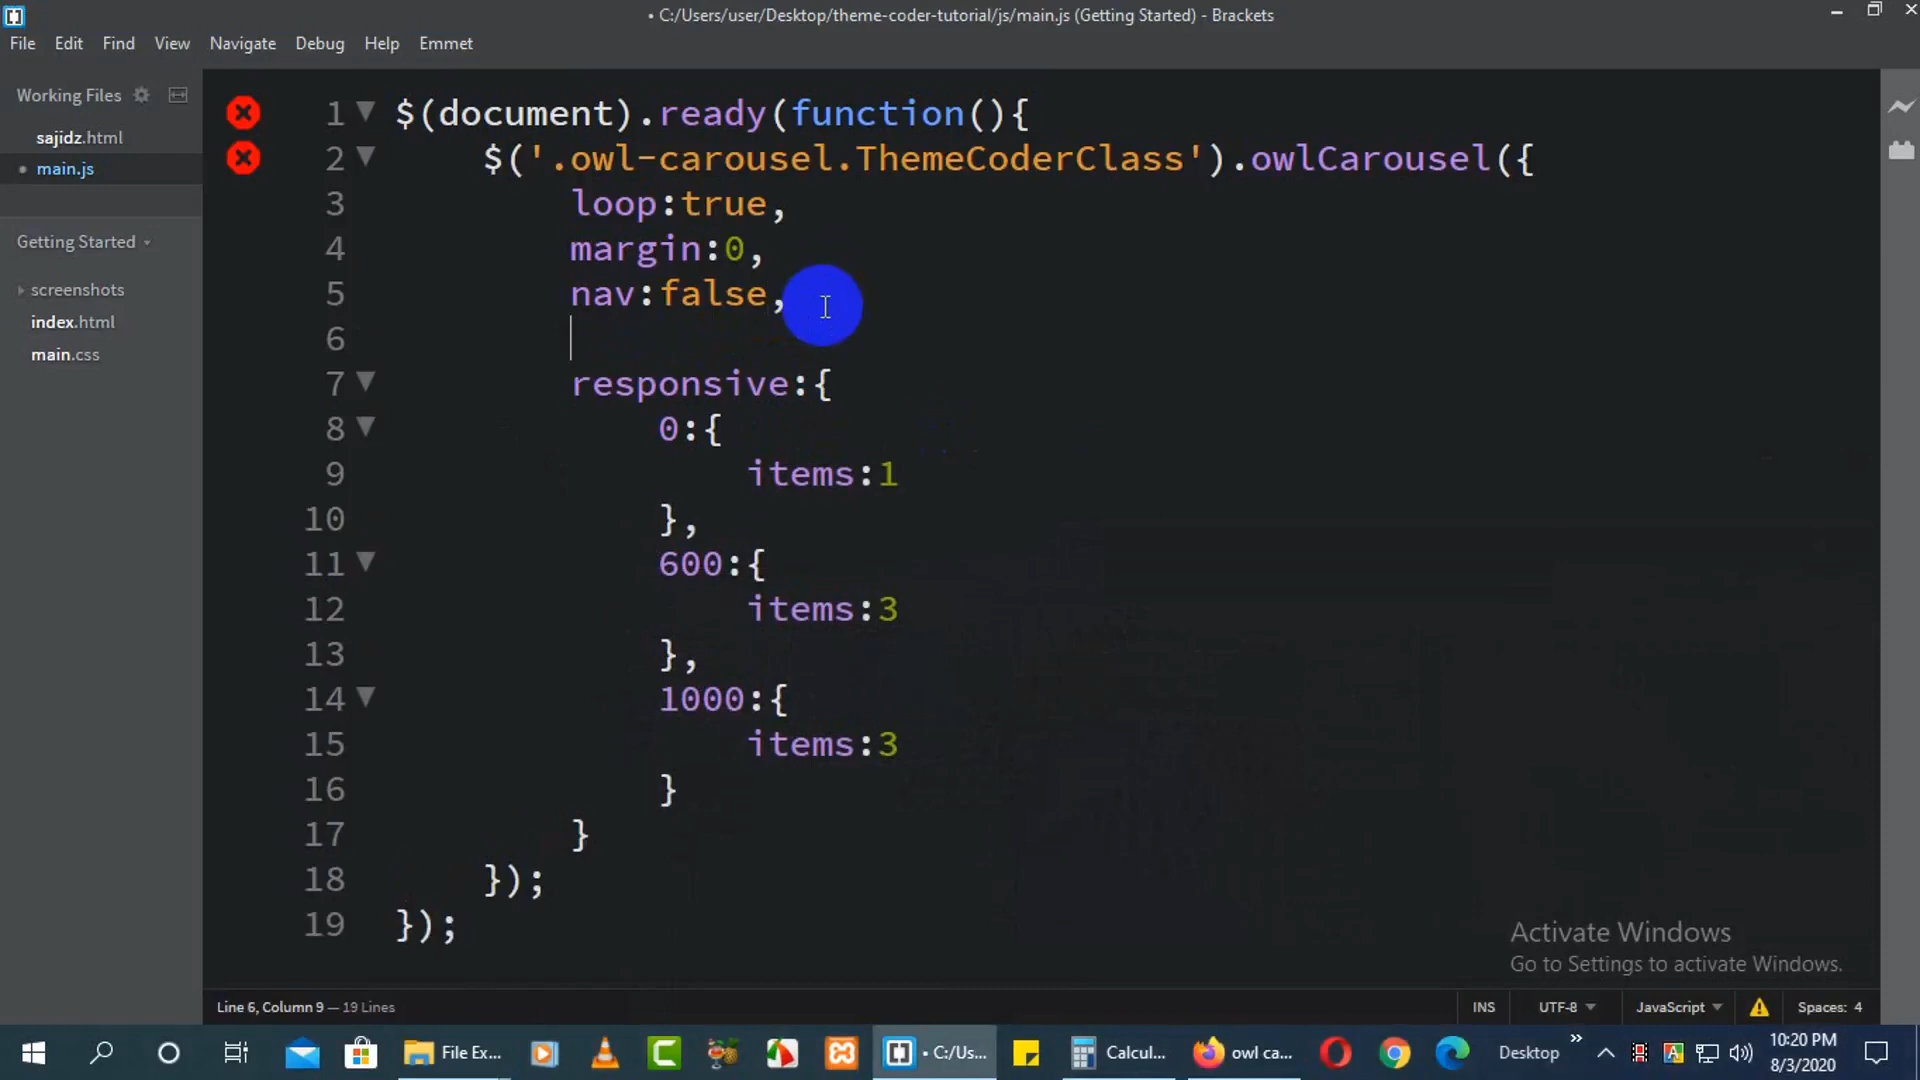 • C:/Users/user/Desktop/theme-coder-tutorial/js/main.js (Getting Started) - Brackets
File Edit Find View Navigate Debug Help Emmet
Working Files
sajidz.html
• main.js
Getting Started
screenshots
index.html
main.css
1 $(document).ready(function(){
2 $('.owl-carousel.ThemeCoderClass').owlCarousel({
3 loop:true,
4 margin:0,
5 nav:false,
6
7 responsive:{
8 0:{
9 items:1
10 },
11 600:{
12 items:3
13 },
14 1000:{
15 items:3
16 }
17 }
18 });
19 });
Activate Windows
Go to Settings to activate Windows.
Line 6, Column 9 — 19 Lines
INS UTF-8 JavaScript Spaces: 4
File Ex... • C:/Us... Calcul... owl ca... Desktop »
10:20 PM
8/3/2020